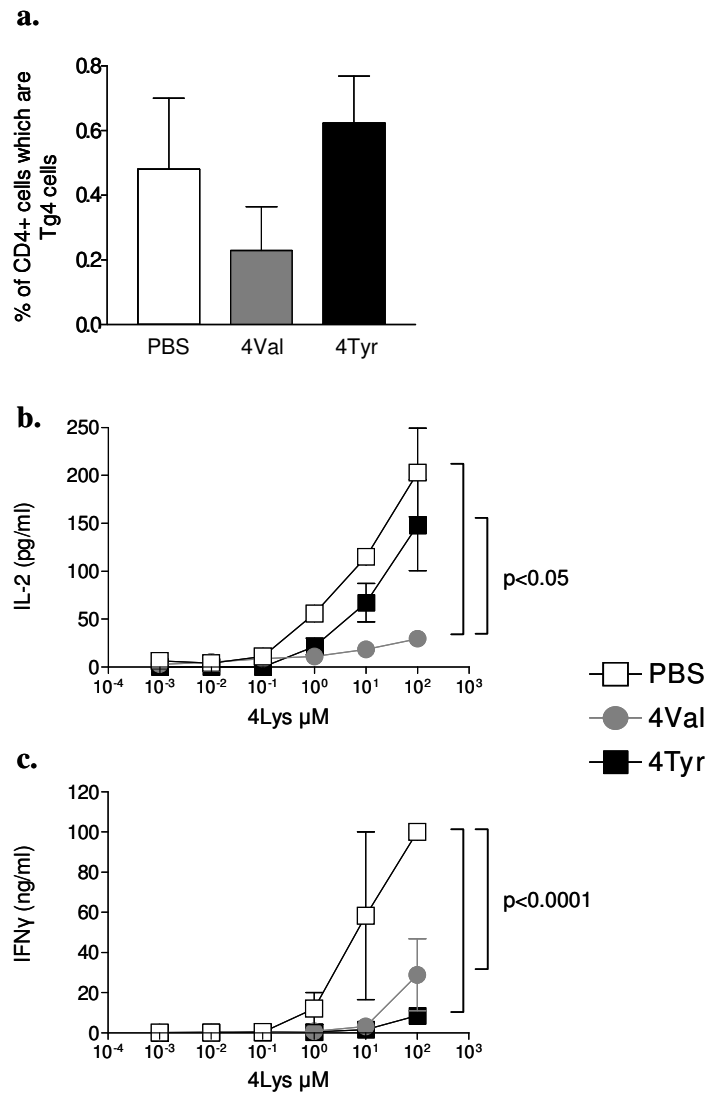 a.
% of CD4+ cells which are
Tg4 cells
0.8
0.6
0.4
0.2
0.0
PBS 4Val 4Tyr
b.
IL-2 (pg/ml)
250
200
150
100
50
0
10-4 10-3 10-2 10-1 100 101 102 103
4Lys µM
p<0.05
PBS
4Val
4Tyr
c.
IFNγ (ng/ml)
120
100
80
60
40
20
0
10-4 10-3 10-2 10-1 100 101 102 103
4Lys µM
p<0.0001